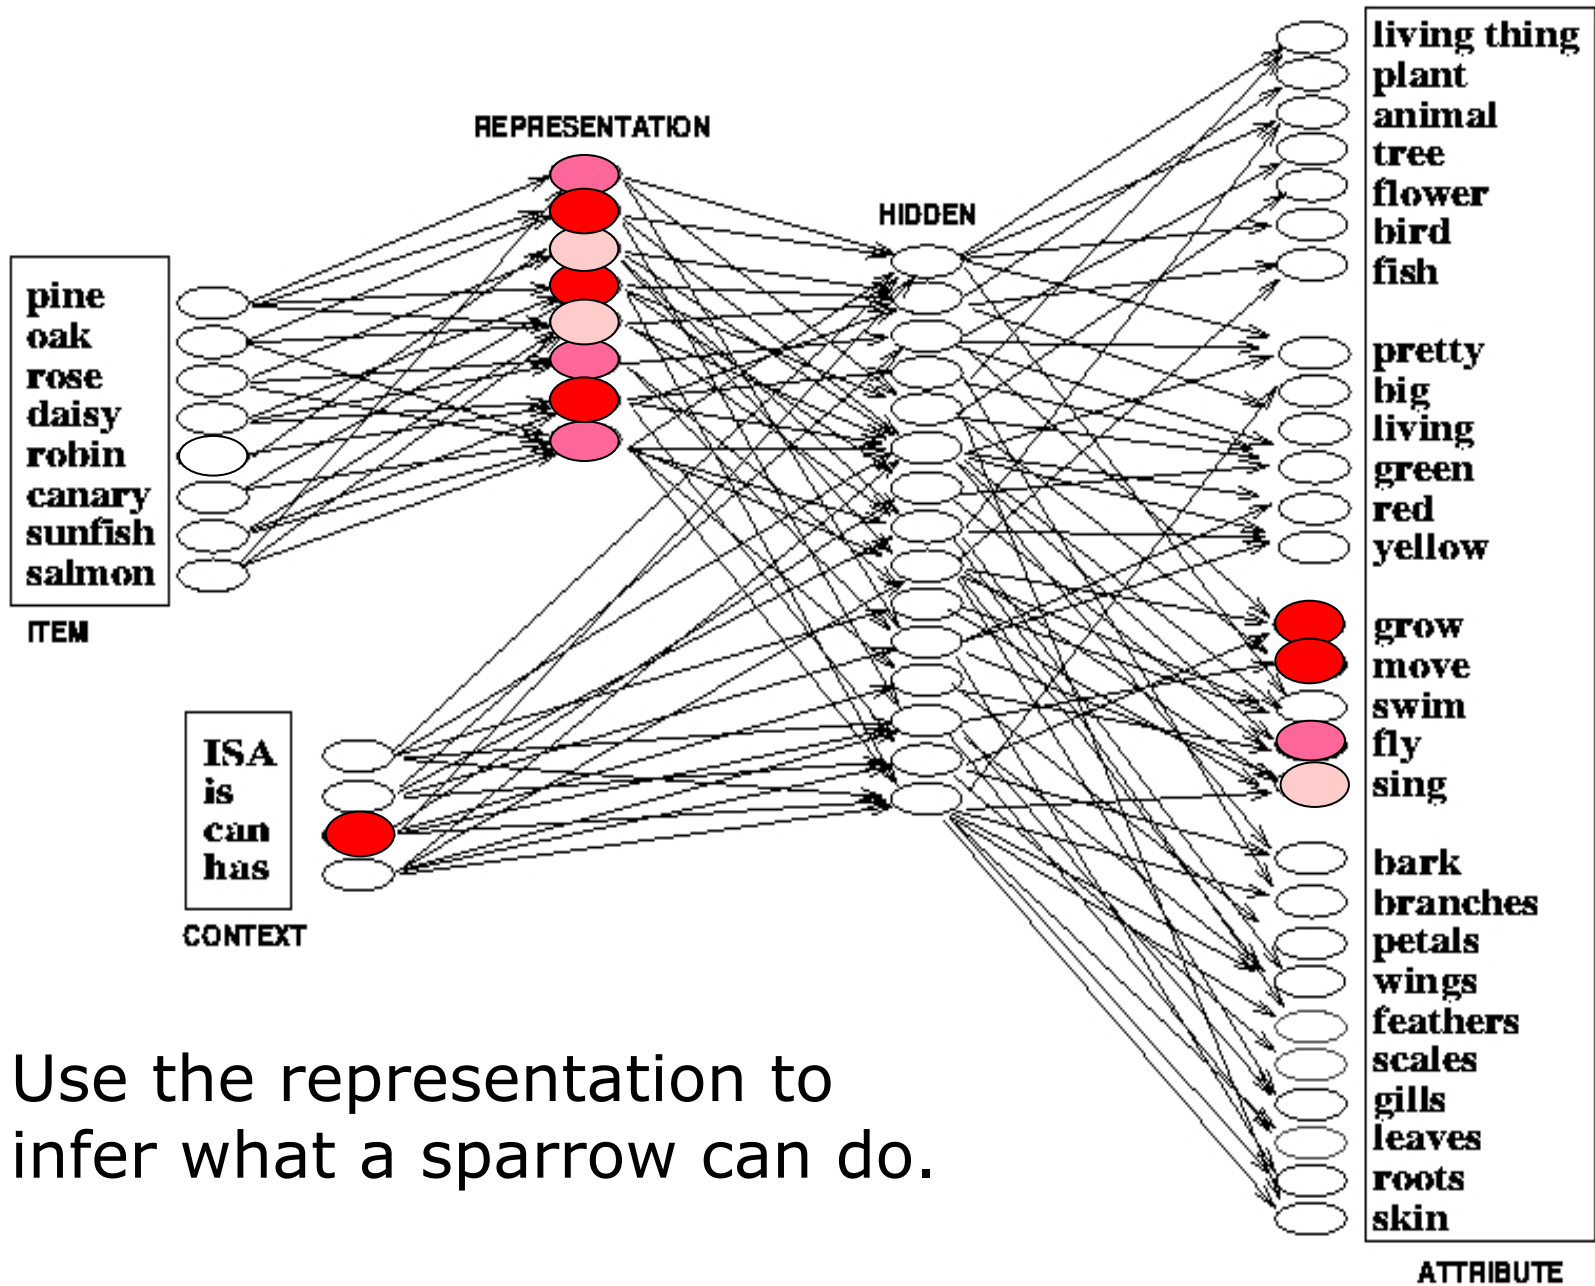 REPRESENTATION
HIDDEN
pine
oak
rose
daisy
robin
canary
sunfish
salmon
ITEM
ISA
is
can
has
CONTEXT
living thing
plant
animal
tree
flower
bird
fish
pretty
big
living
green
red
yellow
grow
move
swim
fly
sing
bark
branches
petals
wings
feathers
scales
gills
leaves
roots
skin
ATTRIBUTE
Use the representation to
infer what a sparrow can do.